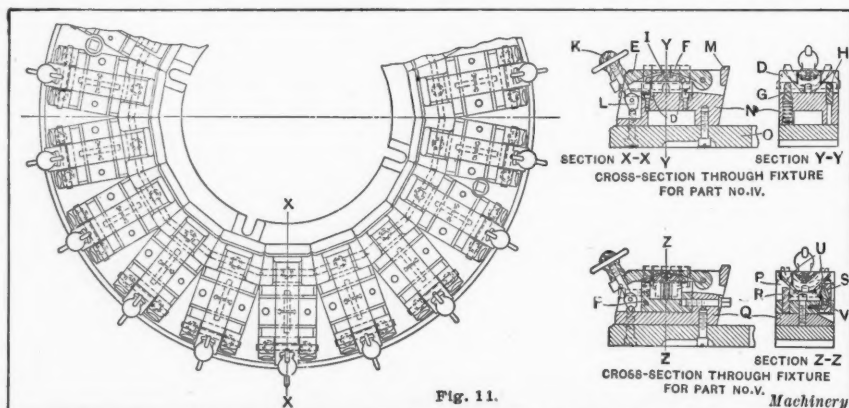 X
X
Fig. 11.
K I E Y F M
L D N
O
Y
SECTION X-X
D H
G
SECTION Y-Y
CROSS-SECTION THROUGH FIXTURE
FOR PART NO.IV.
Z
F
Q
Z
U
P S
R
V
SECTION Z-Z
CROSS-SECTION THROUGH FIXTURE
FOR PART NO.V.
Machinery